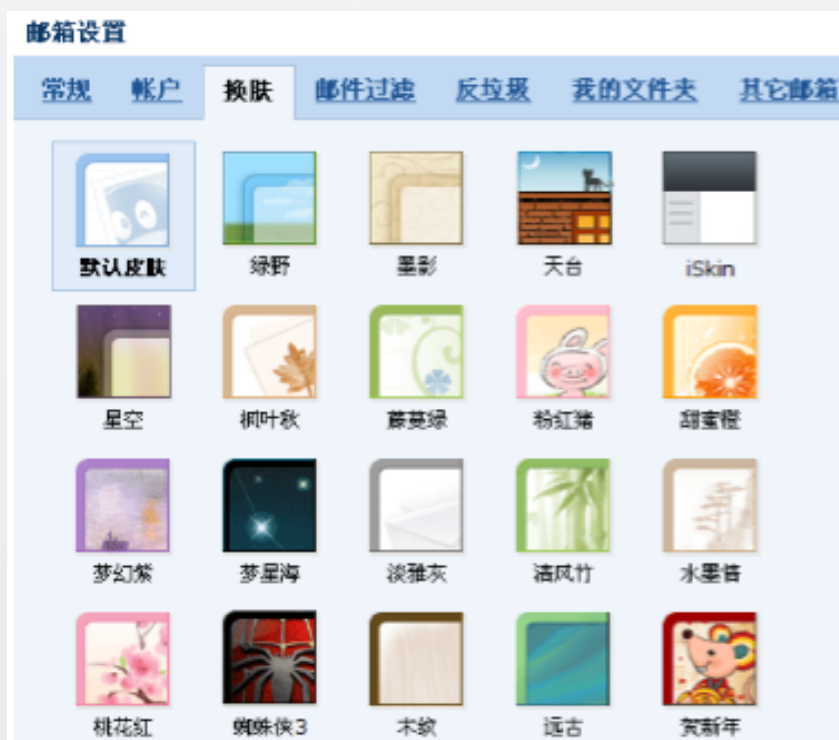 邮箱设置
常规 帐户 换肤 邮件过滤 反垃圾 我的文件夹 其它邮箱
默认皮肤 绿野 墨影 天台 iSkin
星空 枫叶秋 藤蔓绿 粉红猪 甜蜜橙
梦幻紫 梦星海 淡雅灰 清风竹 水墨情
桃花红 蜘蛛侠3 木纹 远古 贺新年